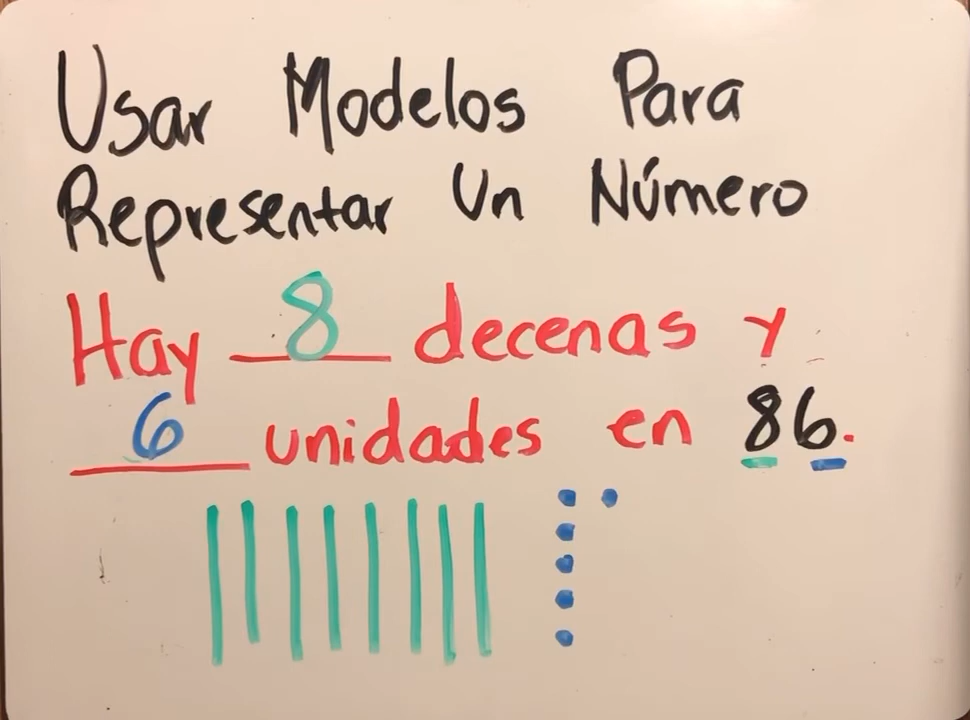 Usar Modelos Para
Representar Un Número
Hay 8 decenas y
6 unidades en 86.